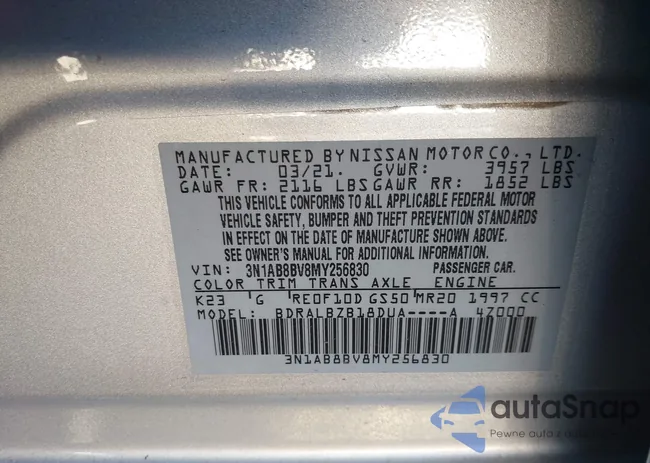 MANUFACTURED BY NISSAN MOTOR CO., LTD.
DATE: 03/21. GVWR: 3957 LBS
GAWR FR: 2116 LBS GAWR RR: 1852 LBS
THIS VEHICLE CONFORMS TO ALL APPLICABLE FEDERAL MOTOR
VEHICLE SAFETY, BUMPER AND THEFT PREVENTION STANDARDS
IN EFFECT ON THE DATE OF MANUFACTURE SHOWN ABOVE.
SEE OWNER'S MANUAL FOR ADDITIONAL INFORMATION.
VIN: 3N1AB8BV8MY256830 PASSENGER CAR.
COLOR TRIM TRANS AXLE ENGINE
K23 G RE0F10D GS50 MR20 1997 CC
MODEL: BDRALBZB18DUA----A 4Z000
3N1AB8BV8MY256830
autaSnap
Pewne auto